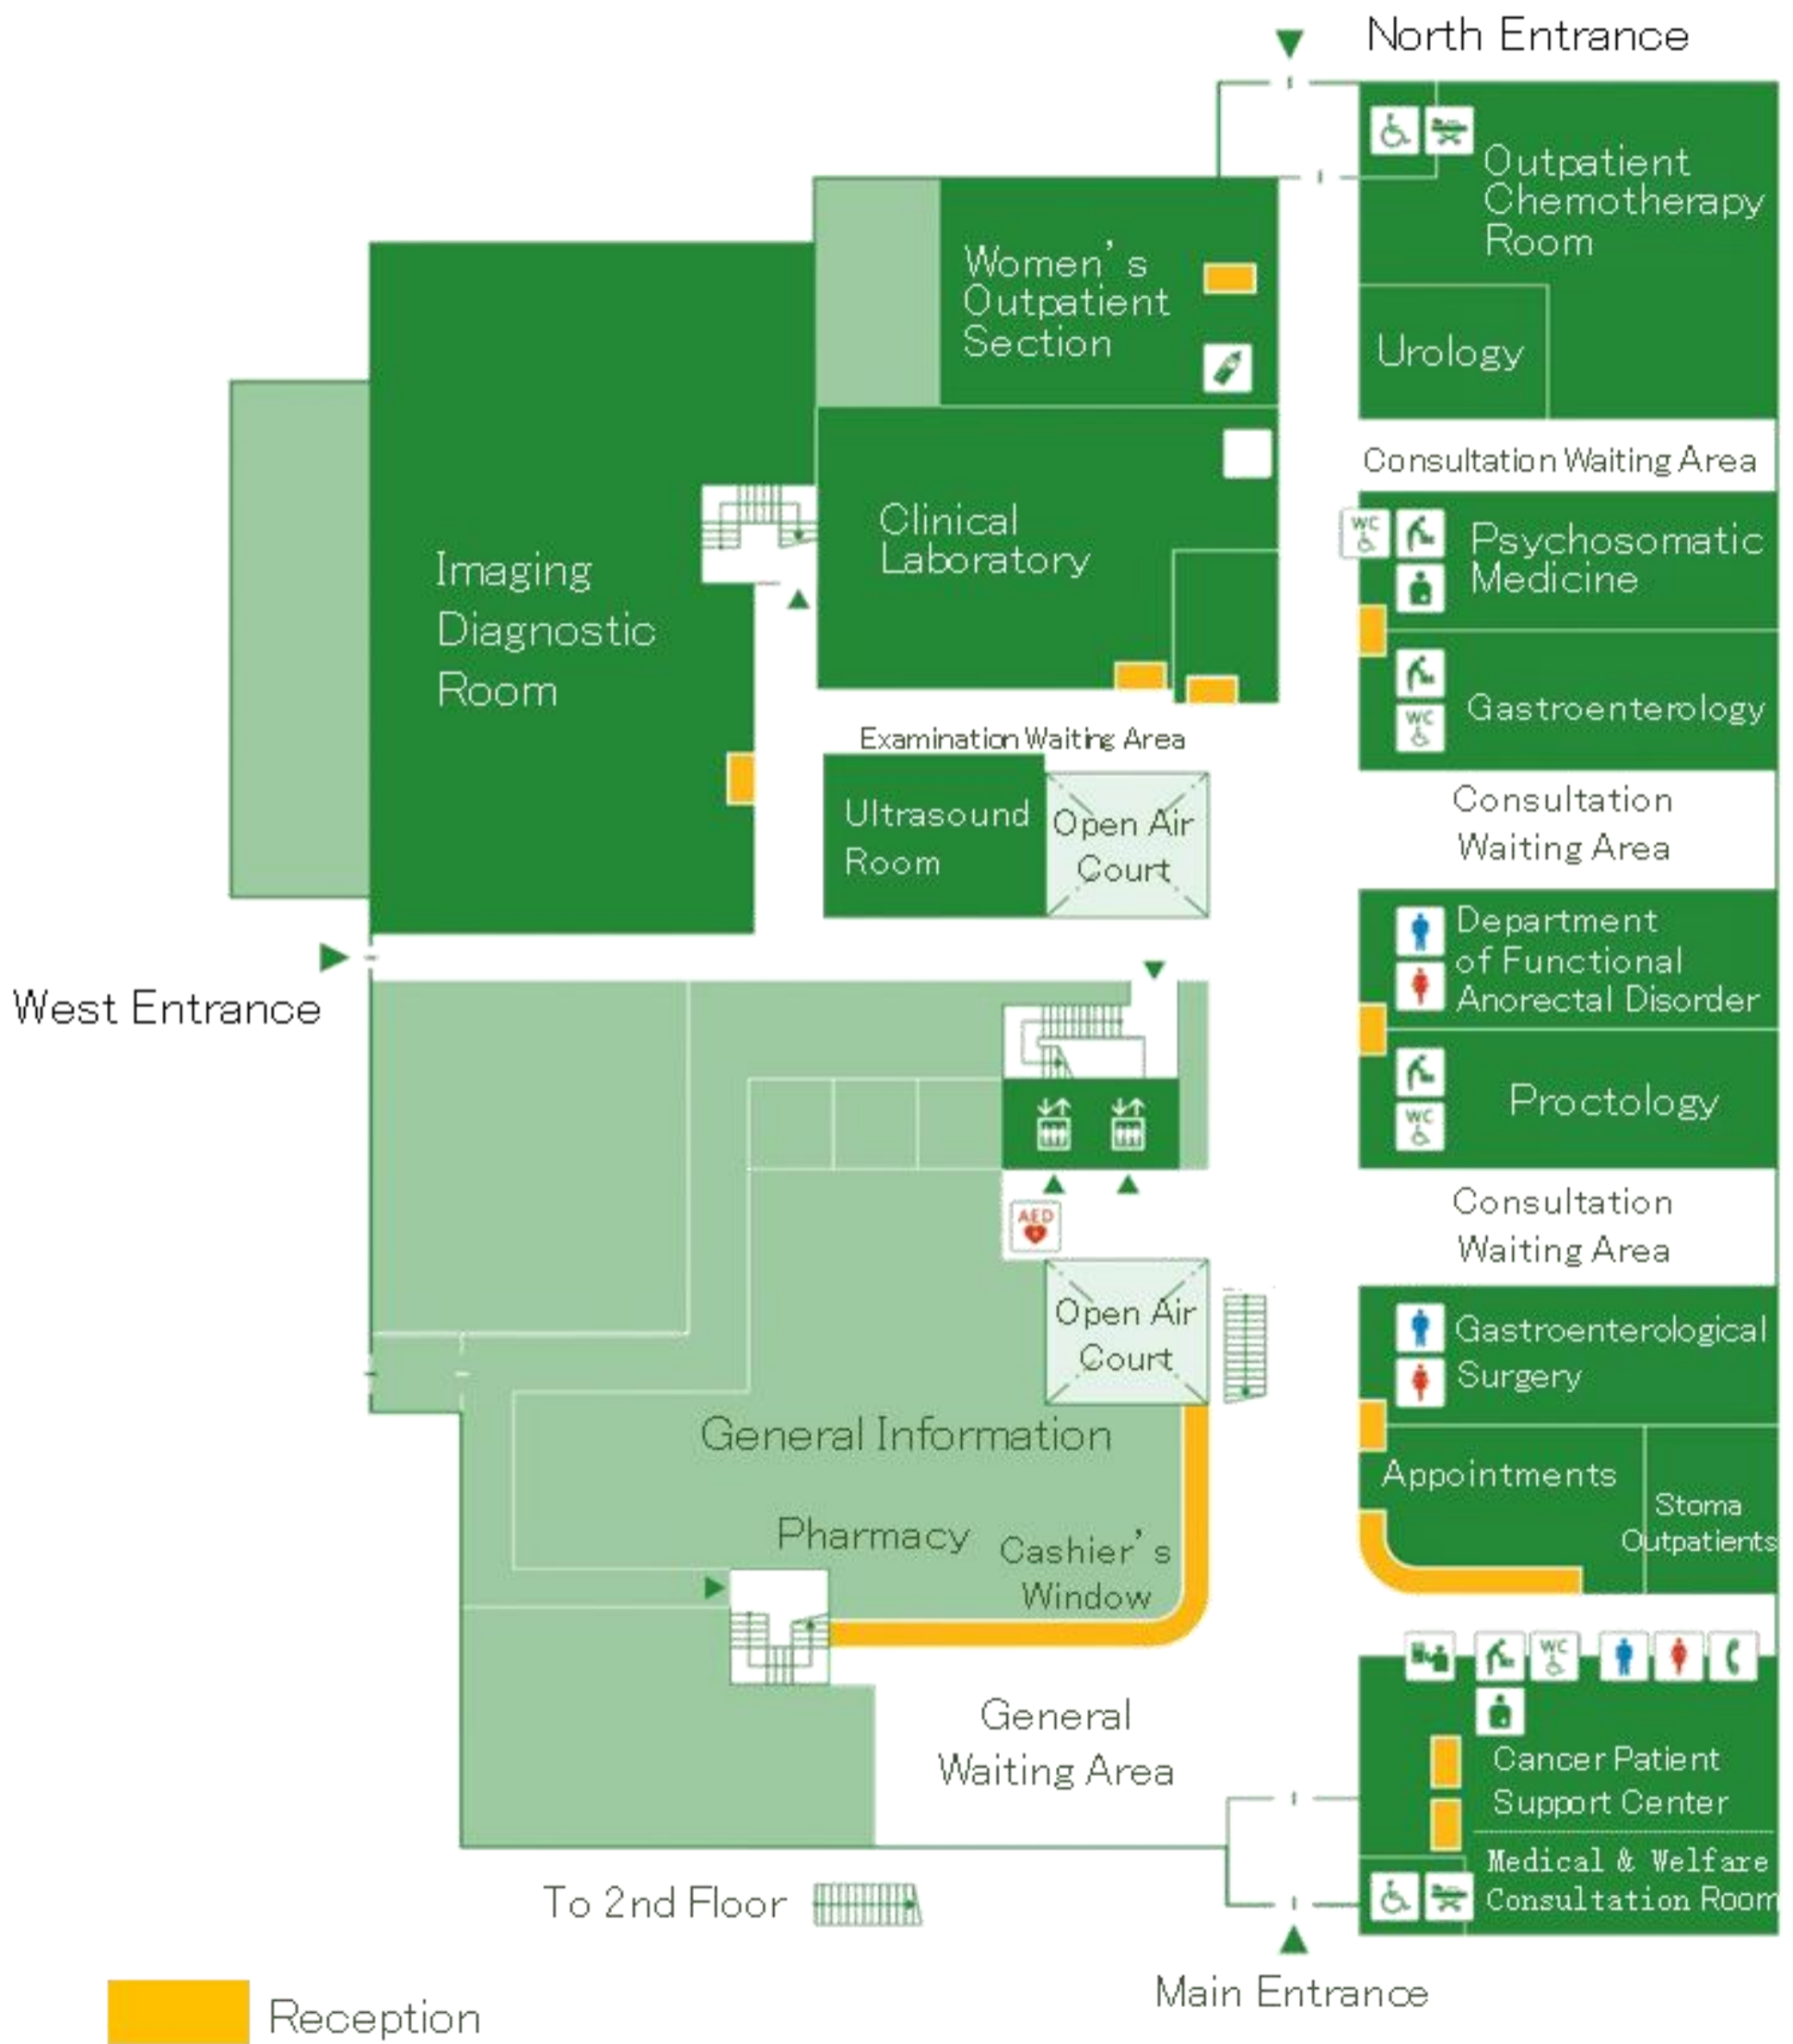 North Entrance
Outpatient
Chemotherapy
Room
Women's
Outpatient
Section
Urology
Consultation Waiting Area
WC
Psychosomatic
Medicine
Clinical
Laboratory
Imaging
Diagnostic
Room
WC
Gastroenterology
Examination Waiting Area
Ultrasound
Room
Open Air
Court
Consultation
Waiting Area
Department
of Functional
Anorectal Disorder
West Entrance
WC
Proctology
AED
Consultation
Waiting Area
Open Air
Court
Gastroenterological
Surgery
General Information
Appointments
Stoma
Outpatients
Pharmacy
Cashier's
Window
WC
General
Waiting Area
Cancer Patient
Support Center
Medical & Welfare
Consultation Room
To 2nd Floor
Main Entrance
Reception